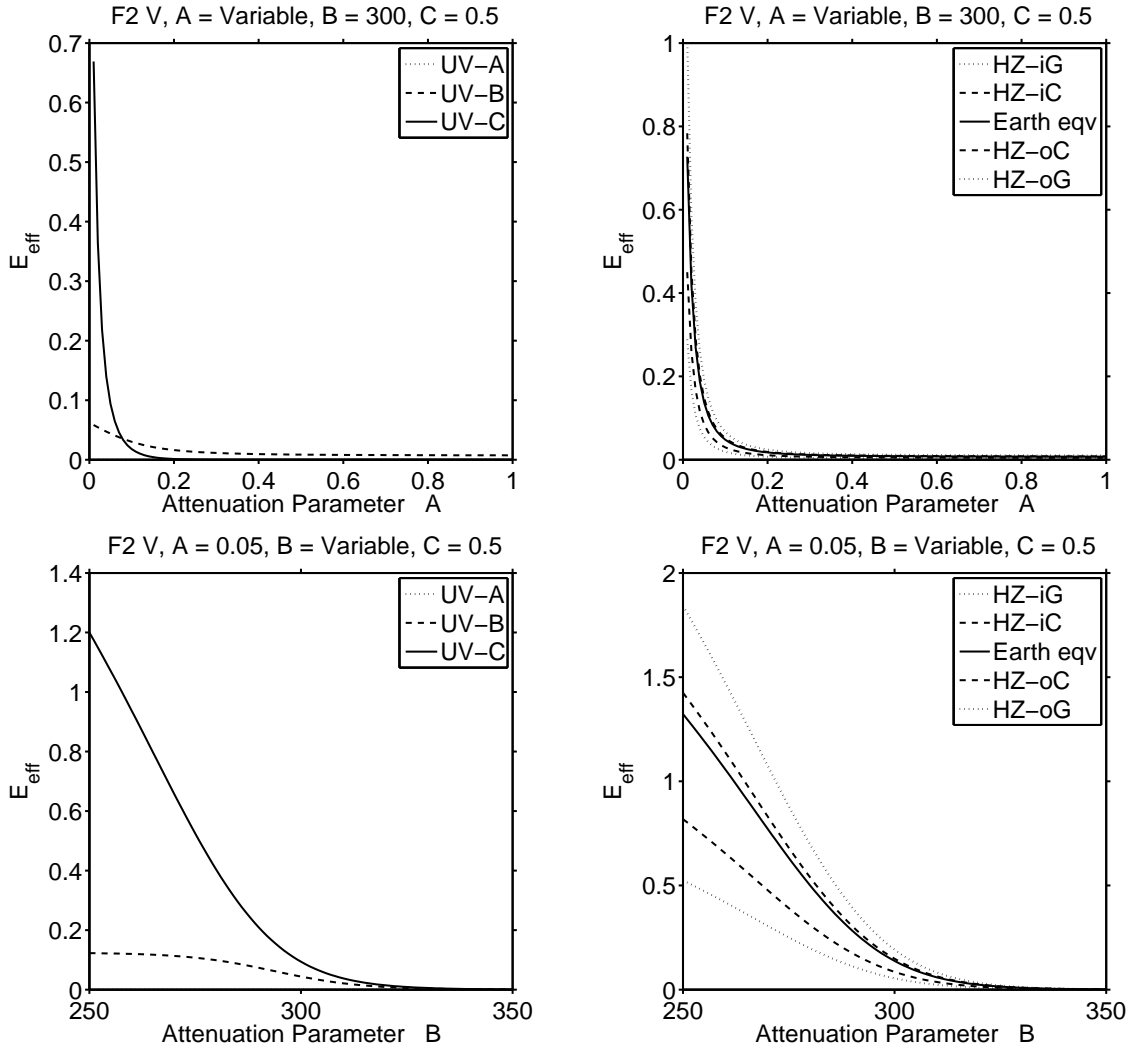 F2 V, A = Variable, B = 300, C = 0.5
0.7
0.6
0.5
0.4
0.3
0.2
0.1
0
E_eff
UV−A
UV−B
UV−C
0 0.2 0.4 0.6 0.8 1
Attenuation Parameter A
F2 V, A = Variable, B = 300, C = 0.5
1
0.8
0.6
0.4
0.2
0
E_eff
HZ−iG
HZ−iC
Earth eqv
HZ−oC
HZ−oG
0 0.2 0.4 0.6 0.8 1
Attenuation Parameter A
F2 V, A = 0.05, B = Variable, C = 0.5
1.4
1.2
1
0.8
0.6
0.4
0.2
0
E_eff
UV−A
UV−B
UV−C
250 300 350
Attenuation Parameter B
F2 V, A = 0.05, B = Variable, C = 0.5
2
1.5
1
0.5
0
E_eff
HZ−iG
HZ−iC
Earth eqv
HZ−oC
HZ−oG
250 300 350
Attenuation Parameter B